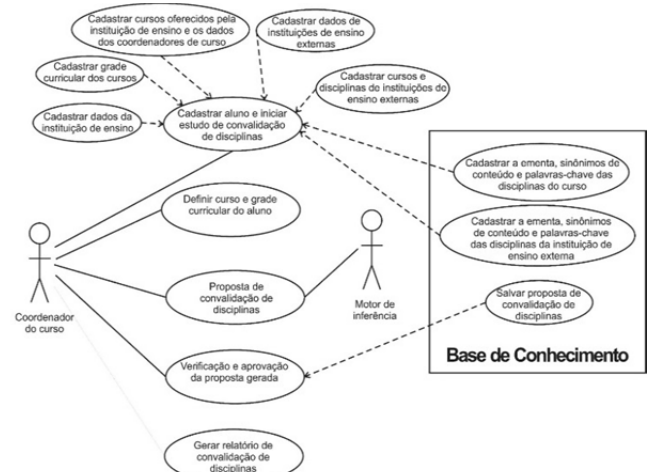 Cadastrar cursos oferecidos pela
instituição de ensino e os dados
dos coordenadores de curso
Cadastrar dados de
instituições de ensino
externas
Cadastrar grade
curricular dos cursos
Cadastrar cursos e
disciplinas de instituições de
ensino externas
Cadastrar dados da
instituição de ensino
Cadastrar aluno e iniciar
estudo de convalidação
de disciplinas
Cadastrar a ementa, sinônimos
de conteúdo e palavras-chave das
disciplinas do curso
Definir curso e grade
curricular do aluno
Cadastrar a ementa, sinônimos
de conteúdo e palavras-chave
das disciplinas da instituição de
ensino externa
Coordenador
do curso
Proposta de
convalidação de
disciplinas
Motor de
inferência
Salvar proposta de
convalidação de
disciplinas
Base de Conhecimento
Verificação e aprovação
da proposta gerada
Gerar relatório de
convalidação de
disciplinas